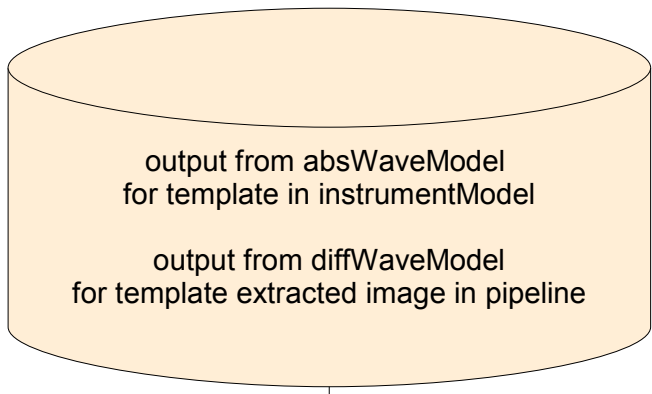 output from absWaveModel
for template in instrumentModel
output from diffWaveModel
for template extracted image in pipeline